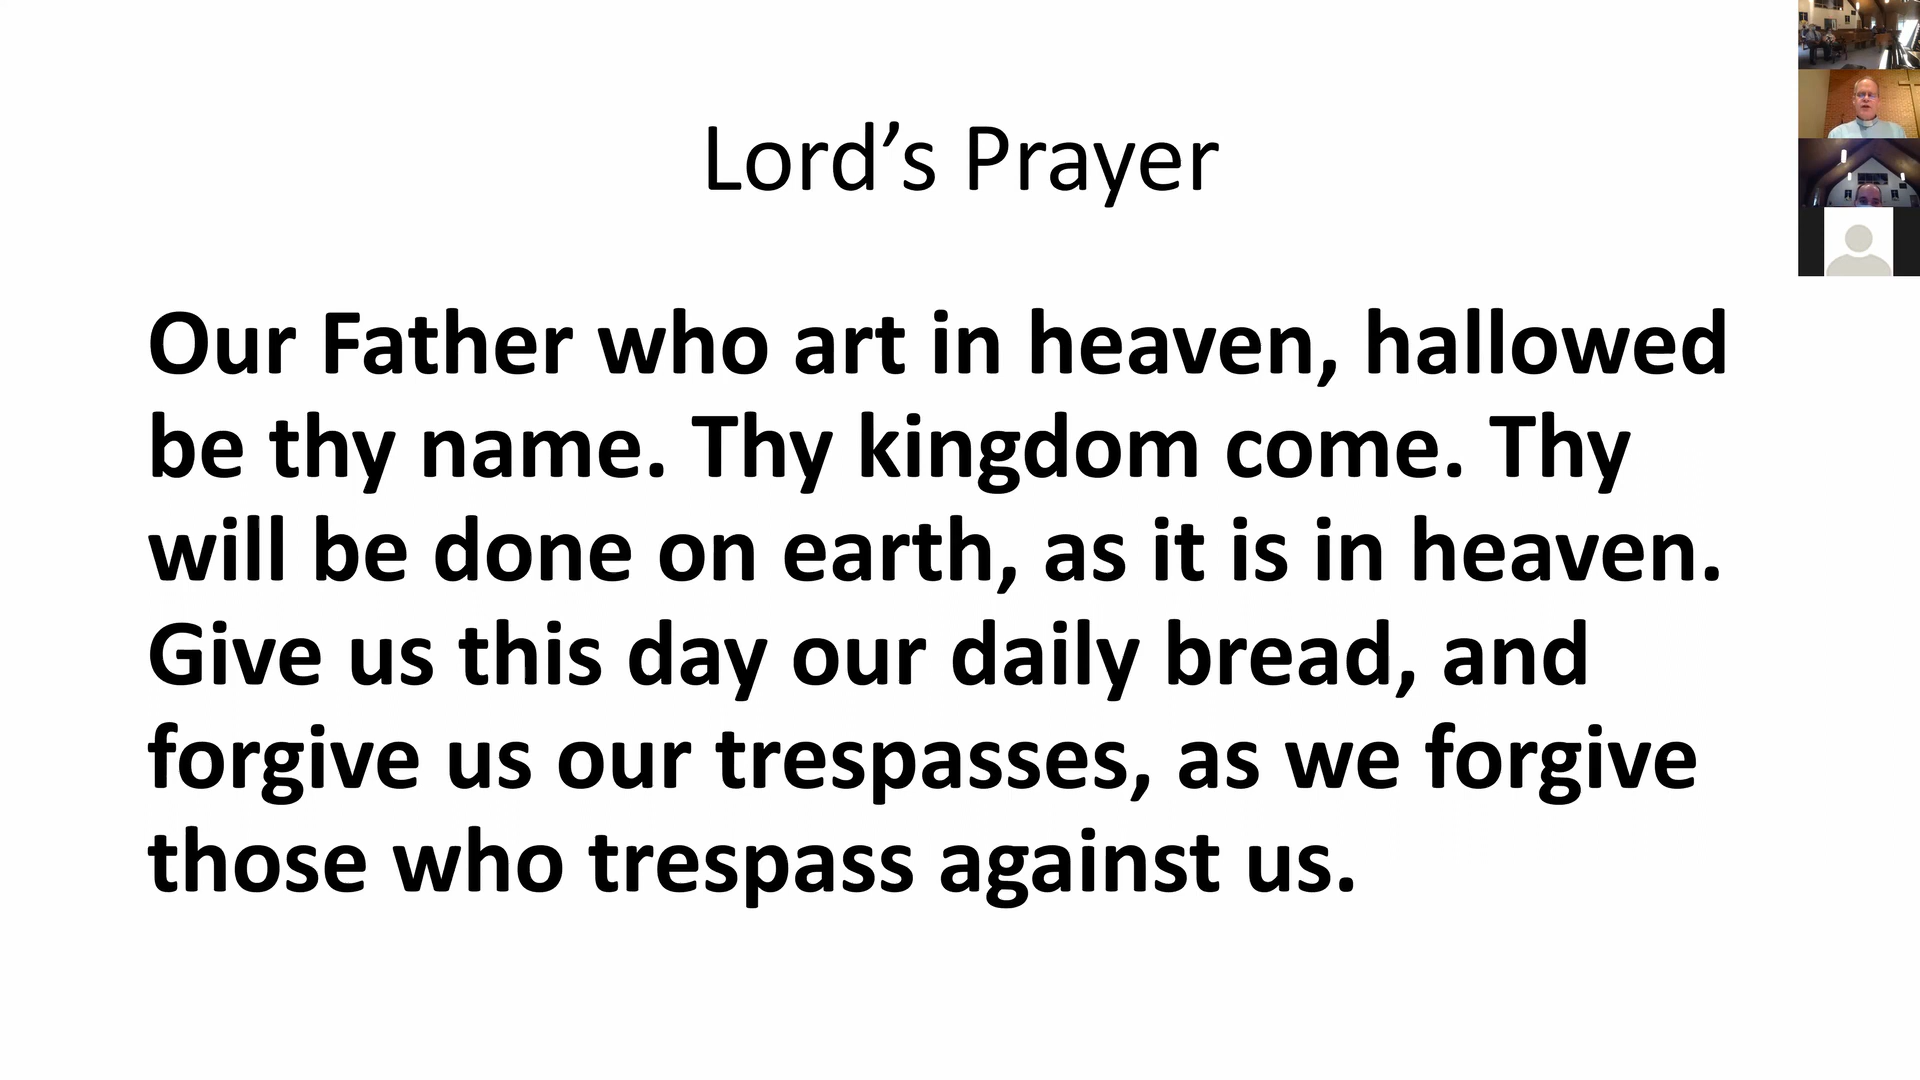 Lord’s Prayer
Our Father who art in heaven, hallowed
be thy name. Thy kingdom come. Thy
will be done on earth, as it is in heaven.
Give us this day our daily bread, and
forgive us our trespasses, as we forgive
those who trespass against us.